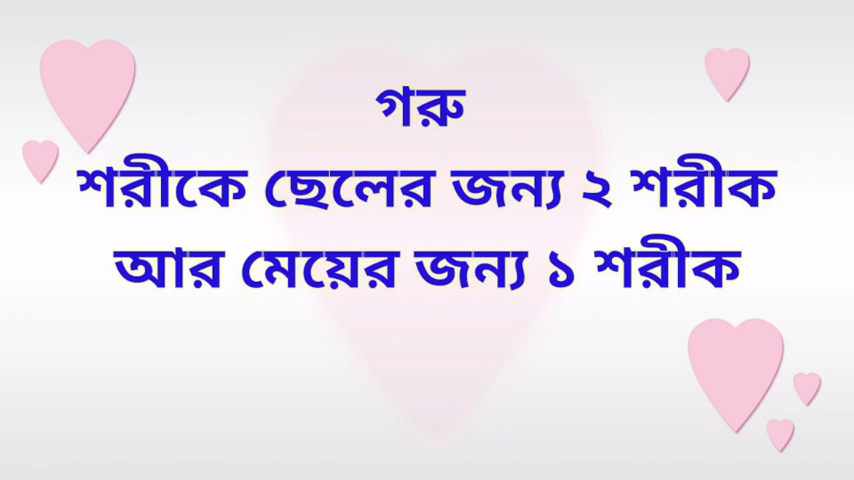 গরু
শরীকে ছেলের জন্য ২ শরীক
আর মেয়ের জন্য ১ শরীক